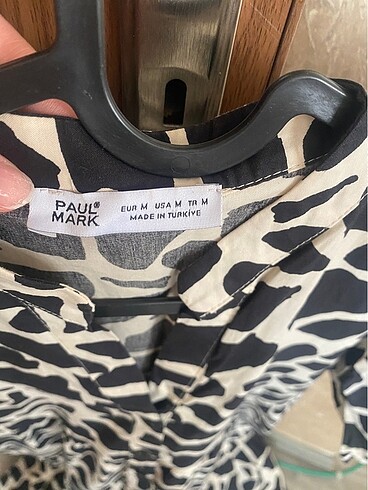 PAUL®
MARK
EUR M USA M TR M
MADE IN TÜRKİYE